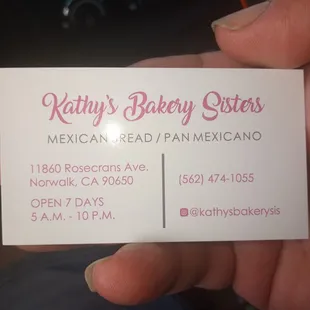 Kathy's Bakery Sisters
MEXICAN BREAD / PAN MEXICANO
11860 Rosecrans Ave.
Norwalk, CA 90650
OPEN 7 DAYS
5 A.M. - 10 P.M.
(562) 474-1055
@kathysbakerysis